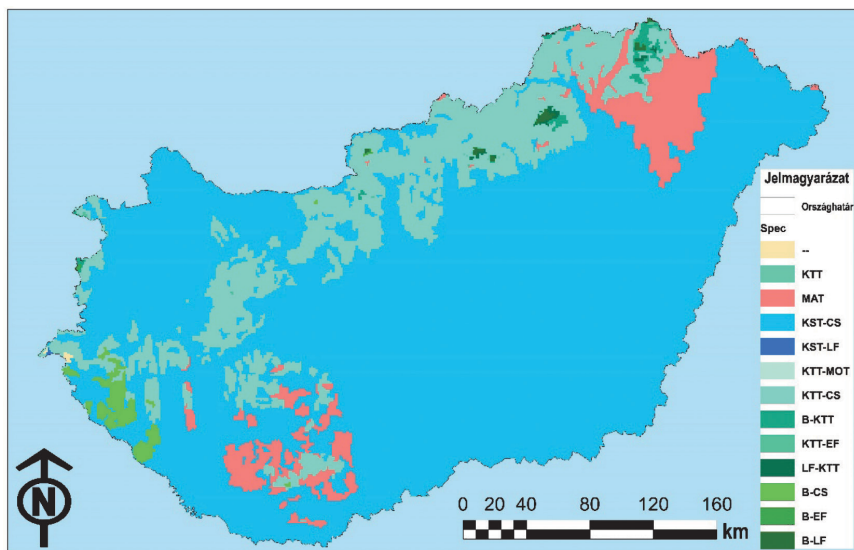 Jelmagyarázat
Országhatár
Spec
--
KTT
MAT
KST-CS
KST-LF
KTT-MOT
KTT-CS
B-KTT
KTT-EF
LF-KTT
B-CS
B-EF
B-LF
N
0 20 40 80 120 160
km